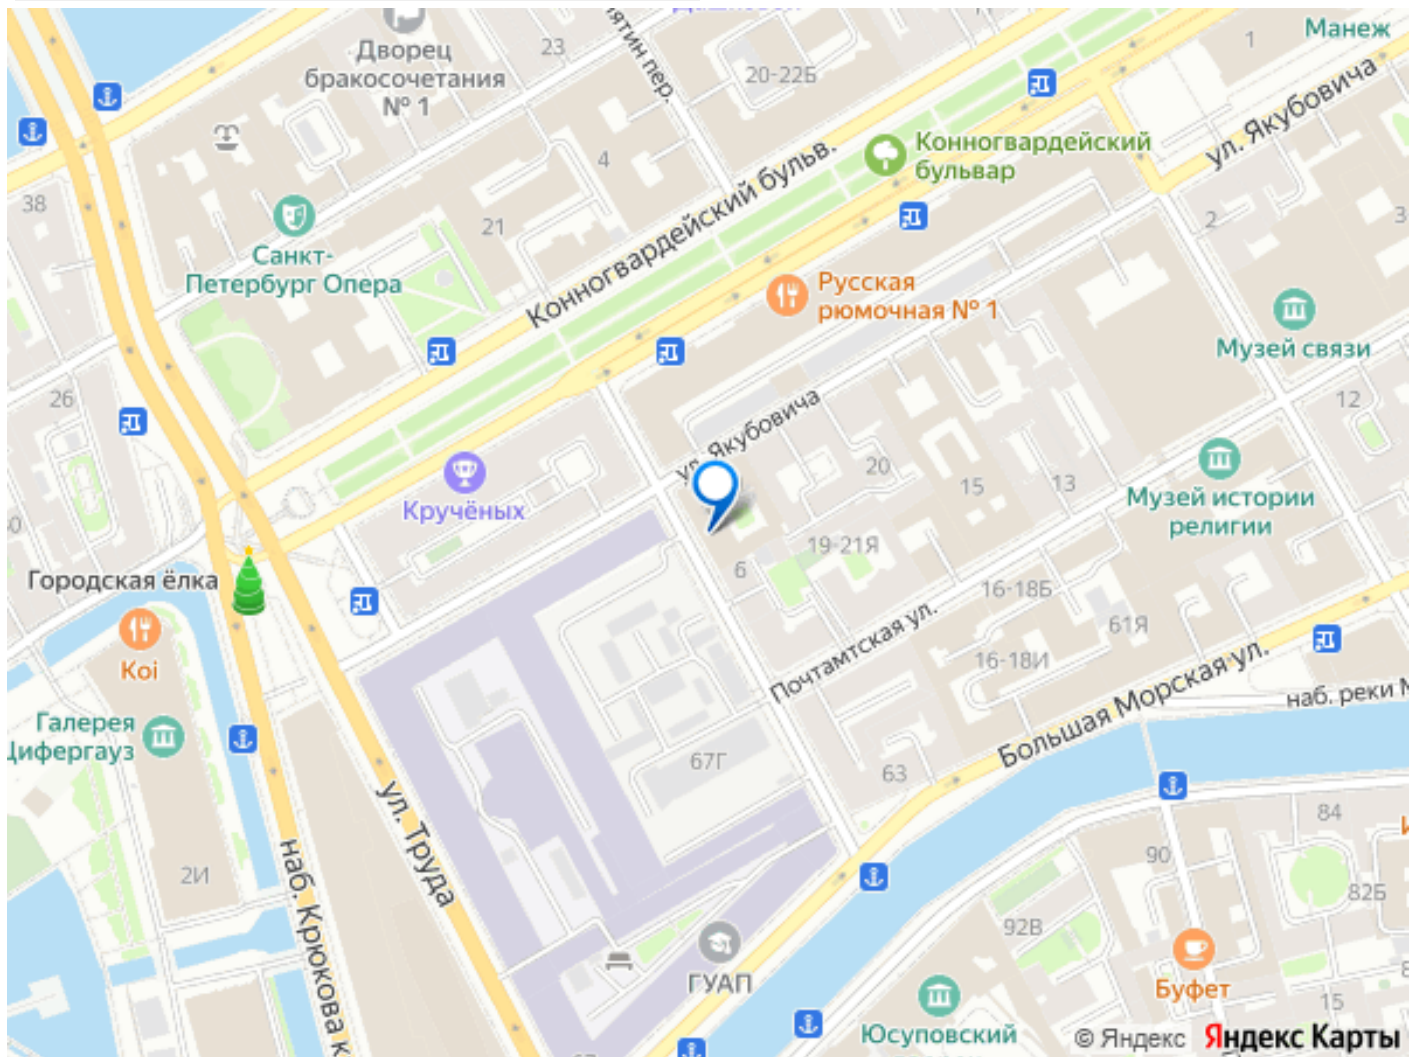 Дворец
бракосочетания
№ 1
23
20-22Б
1
Манеж
ул. Якубовича
Конногвардейский
бульвар
4
38
21
2
3
Санкт-
Петербург Опера
Конногвардейский бульв.
Русская
рюмочная № 1
Музей связи
26
12
ул. Якубовича
20
15
13
Музей истории
религии
Кручёных
19-21Я
6
16-18Б
61Я
16-18И
Городская ёлка
Koi
Почтамтская ул.
Большая Морская ул.
наб. реки
Галерея
Цифергауз
67Г
63
ул. Труда
наб. Крюкова к
2И
84
90
82Б
92В
ГУАП
Буфет
15
Юсуповский
© Яндекс Яндекс Карты